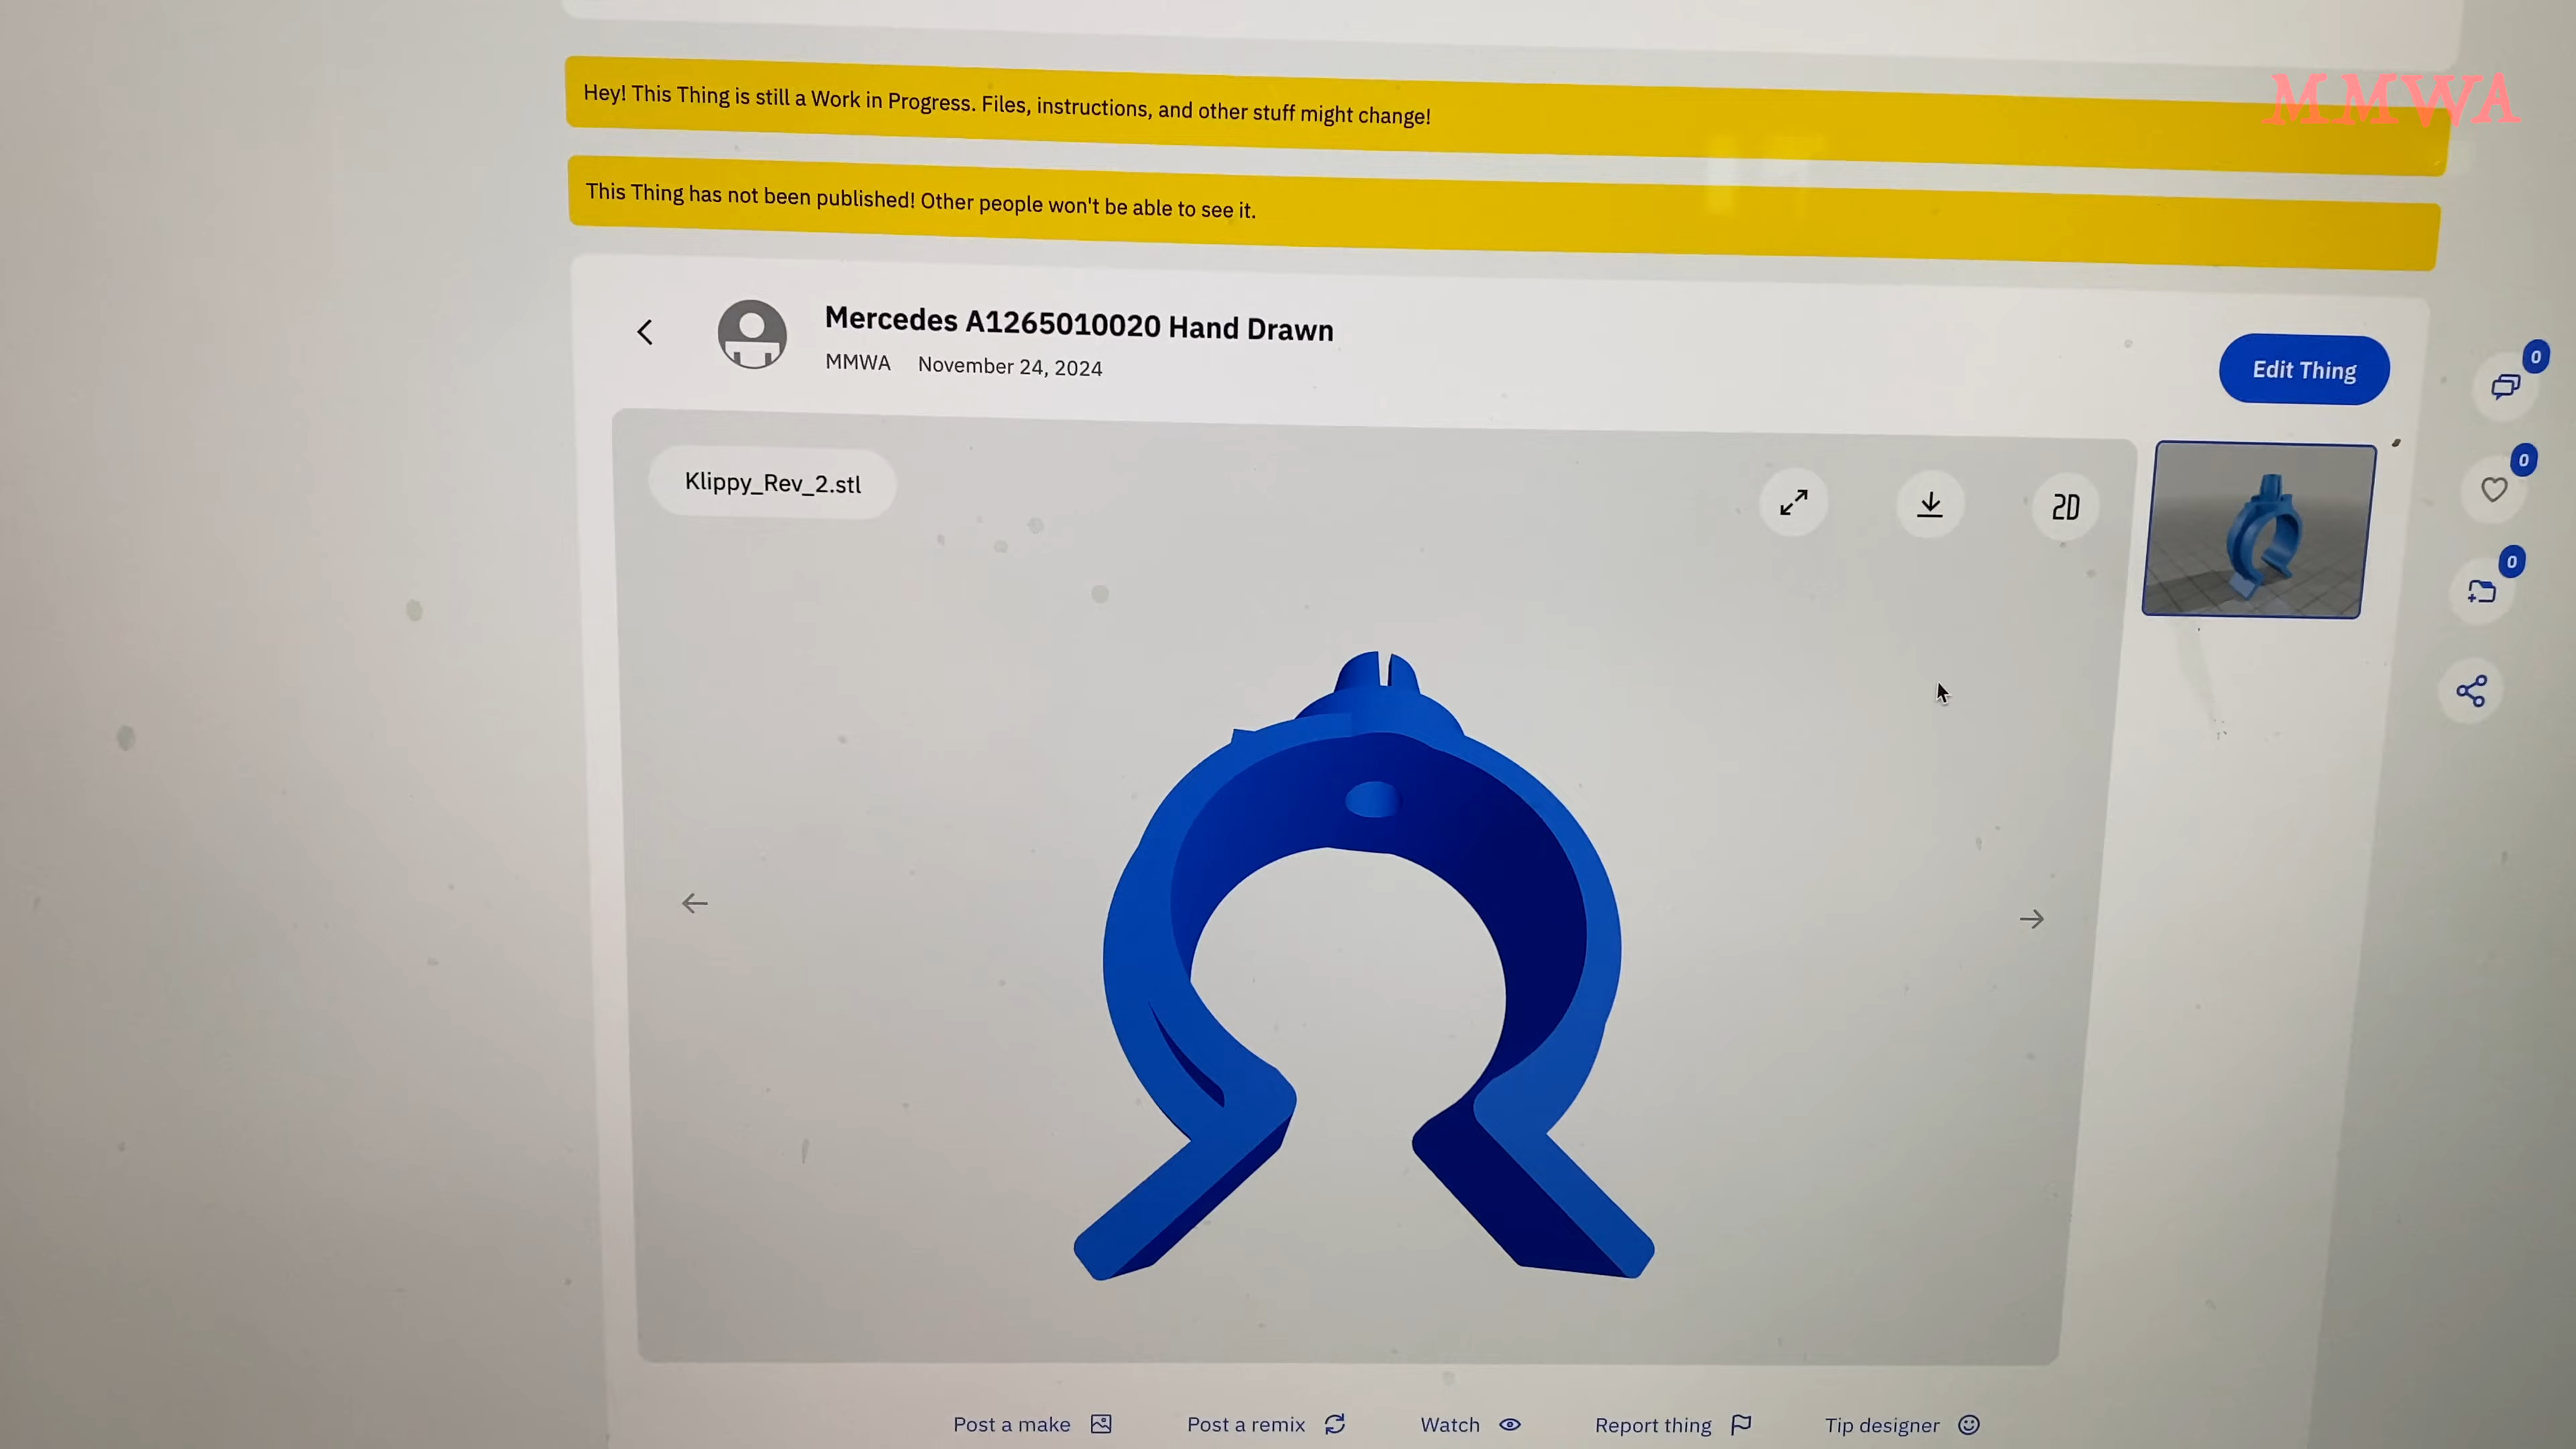 MMWA
Hey! This Thing is still a Work in Progress. Files, instructions, and other stuff might change!
This Thing has not been published! Other people won't be able to see it.
Mercedes A1265010020 Hand Drawn
MMWA November 24, 2024
Edit Thing
0
Klippy_Rev_2.stl
2D
0
0
Post a make
Post a remix
Watch
Report thing
Tip designer